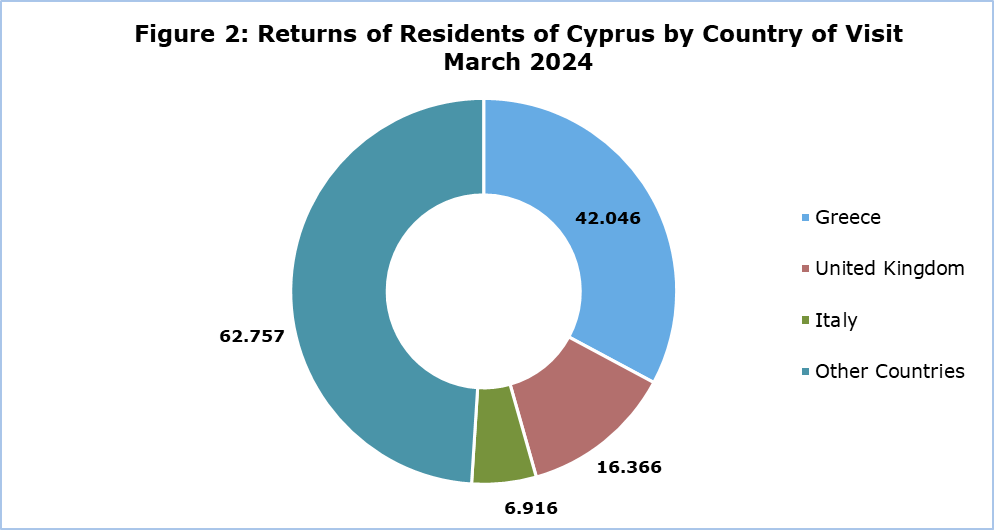 Figure 2: Returns of Residents of Cyprus by Country of Visit
March 2024
42.046
62.757
16.366
6.916
Greece
United Kingdom
Italy
Other Countries